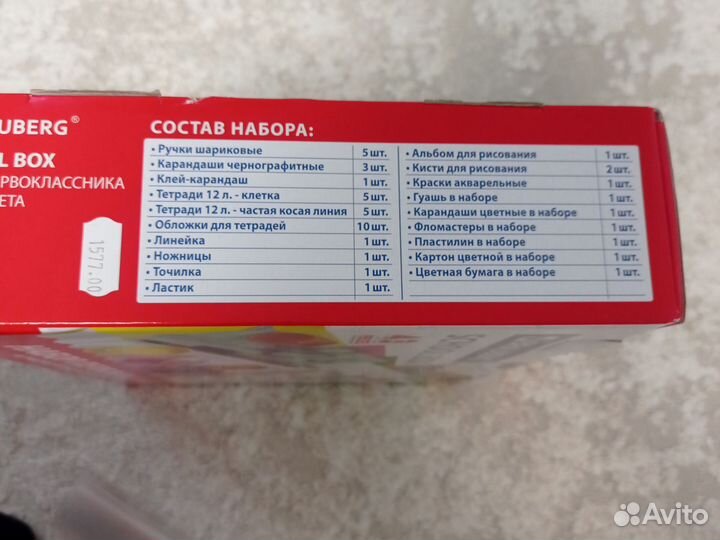 UBERG®
L BOX
РВОКЛАССНИКА
ЕТА
1577.00
СОСТАВ НАБОРА:
• Ручки шариковые 5 шт.
• Карандаши чернографитные 3 шт.
• Клей-карандаш 1 шт.
• Тетради 12 л. - клетка 5 шт.
• Тетради 12 л. - частая косая линия 5 шт.
• Обложки для тетрадей 10 шт.
• Линейка 1 шт.
• Ножницы 1 шт.
• Точилка 1 шт.
• Ластик 1 шт.
• Альбом для рисования 1 шт.
• Кисти для рисования 2 шт.
• Краски акварельные 1 шт.
• Гуашь в наборе 1 шт.
• Карандаши цветные в наборе 1 шт.
• Фломастеры в наборе 1 шт.
• Пластилин в наборе 1 шт.
• Картон цветной в наборе 1 шт.
• Цветная бумага в наборе 1 шт.
Avito